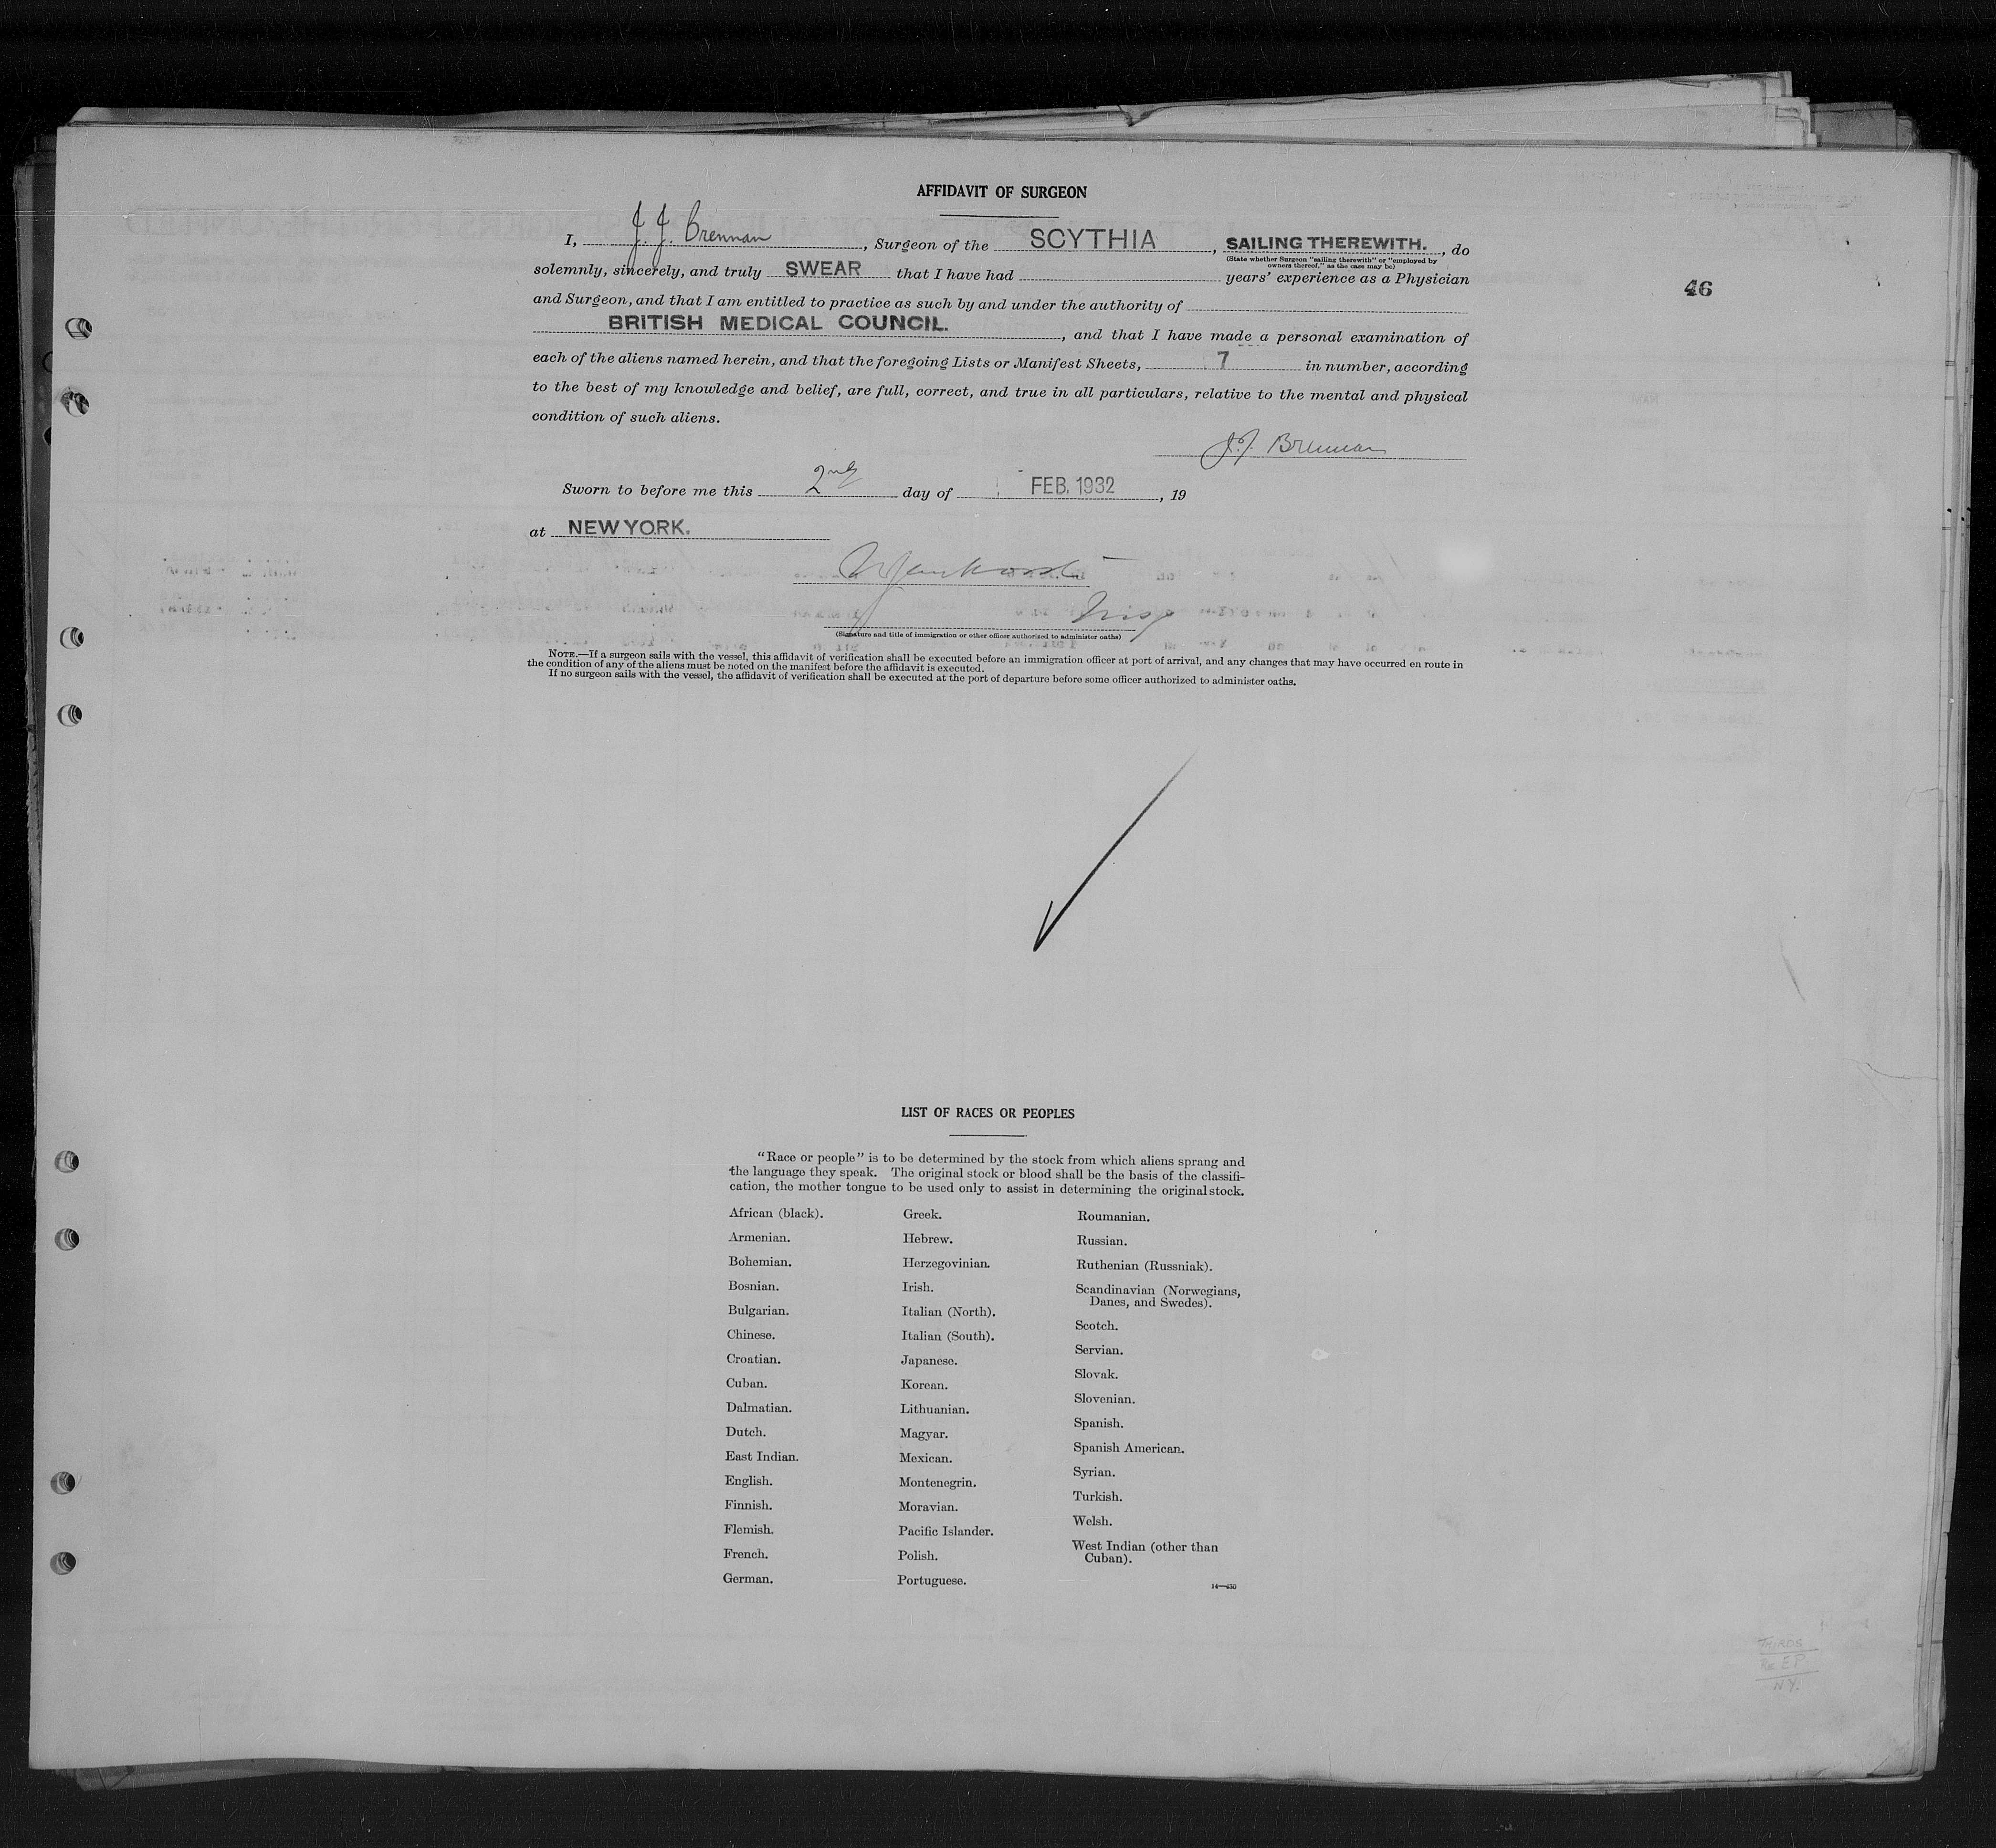 AFFIDAVIT OF SURGEON
I, J. J. Brennan, Surgeon of the SCYTHIA, SAILING THEREWITH., do
(State whether Surgeon "sailing therewith" or "employed by
owners thereof," as the case may be)
solemnly, sincerely, and truly SWEAR that I have had years' experience as a Physician
46
and Surgeon, and that I am entitled to practice as such by and under the authority of
BRITISH MEDICAL COUNCIL., and that I have made a personal examination of
each of the aliens named herein, and that the foregoing Lists or Manifest Sheets, 7 in number, according
to the best of my knowledge and belief, are full, correct, and true in all particulars, relative to the mental and physical
condition of such aliens.
J. J. Brennan
Sworn to before me this 2nd day of FEB. 1932, 19
at NEW YORK.
Insp
(Signature and title of immigration or other officer authorized to administer oaths)
NOTE.—If a surgeon sails with the vessel, this affidavit of verification shall be executed before an immigration officer at port of arrival, and any changes that may have occurred en route in
the condition of any of the aliens must be noted on the manifest before the affidavit is executed.
If no surgeon sails with the vessel, the affidavit of verification shall be executed at the port of departure before some officer authorized to administer oaths.
LIST OF RACES OR PEOPLES
"Race or people" is to be determined by the stock from which aliens sprang and
the language they speak. The original stock or blood shall be the basis of the classifi-
cation, the mother tongue to be used only to assist in determining the original stock.
African (black).
Armenian.
Bohemian.
Bosnian.
Bulgarian.
Chinese.
Croatian.
Cuban.
Dalmatian.
Dutch.
East Indian.
English.
Finnish.
Flemish.
French.
German.
Greek.
Hebrew.
Herzegovinian.
Irish.
Italian (North).
Italian (South).
Japanese.
Korean.
Lithuanian.
Magyar.
Mexican.
Montenegrin.
Moravian.
Pacific Islander.
Polish.
Portuguese.
Roumanian.
Russian.
Ruthenian (Russniak).
Scandinavian (Norwegians,
Danes, and Swedes).
Scotch.
Servian.
Slovak.
Slovenian.
Spanish.
Spanish American.
Syrian.
Turkish.
Welsh.
West Indian (other than
Cuban).
14—430
THIRDS
EP
N.Y.